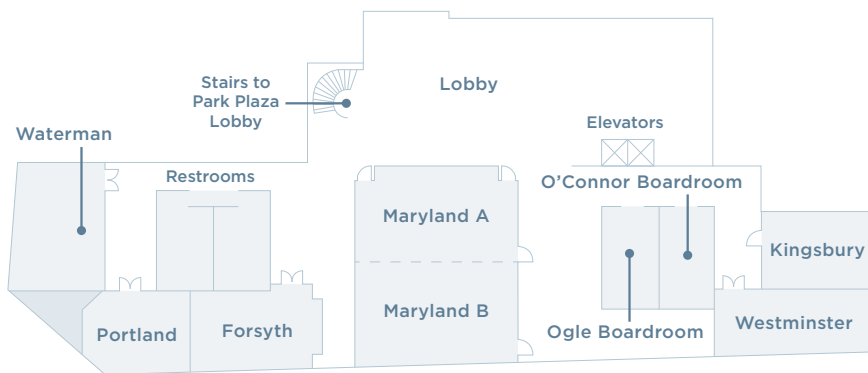 Stairs to
Park Plaza
Lobby
Lobby
Waterman
Elevators
Restrooms
O’Connor Boardroom
Maryland A
Kingsbury
Maryland B
Portland
Forsyth
Ogle Boardroom
Westminster